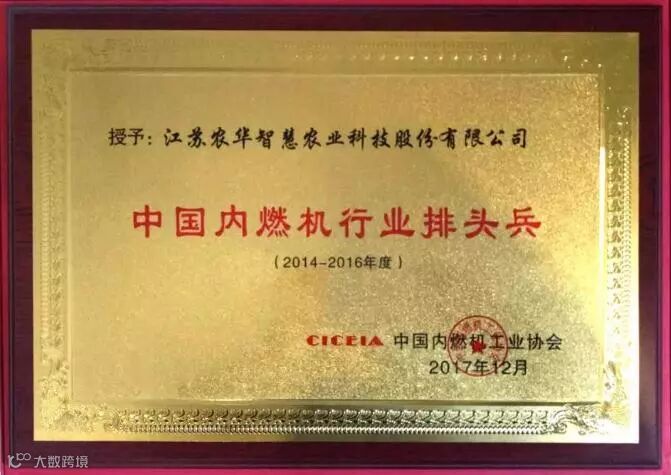 授予：江苏农华智慧农业科技股份有限公司
中国内燃机行业排头兵
（2014-2016年度）
CICEIA 中国内燃机工业协会
2017年12月
大数跨境